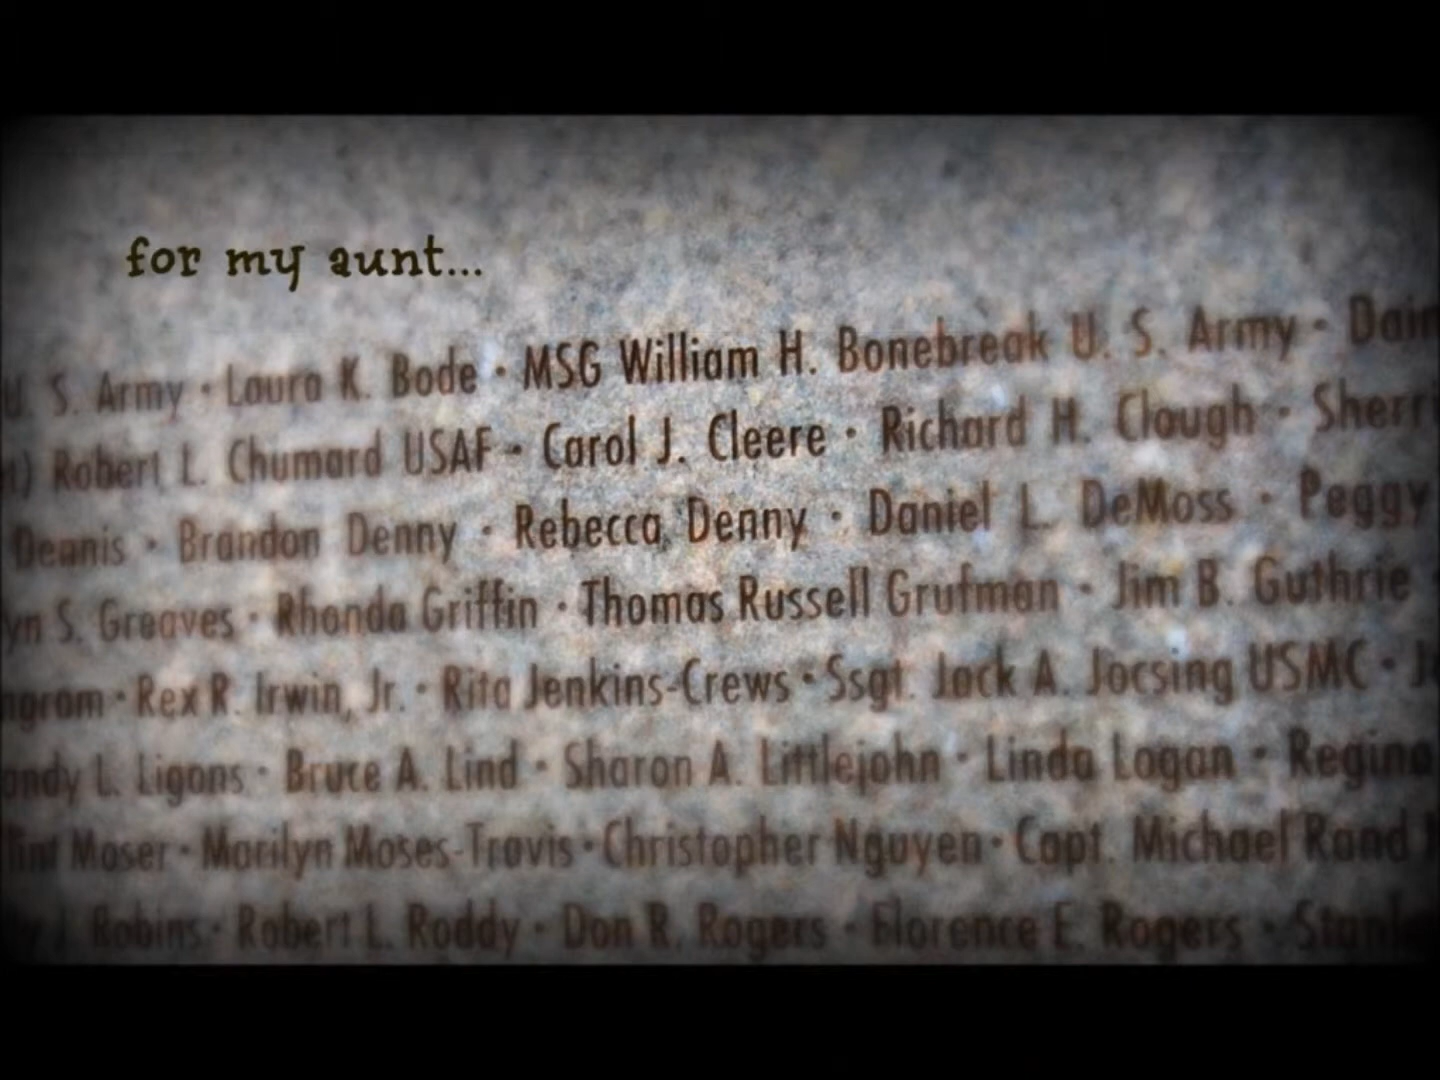 for my aunt...
U. S. Army · Laura K. Bode · MSG William H. Bonebreak U. S. Army ·
Robert L. Chumard USAF · Carol J. Cleere · Richard H. Clough ·
Dennis · Brandon Denny · Rebecca Denny · Daniel L. DeMoss · Peggy
S. Greaves · Rhonda Griffin · Thomas Russell Grufman · Jim B. Guthrie
· Rex R. Irwin, Jr. · Rita Jenkins-Crews · Ssgt. Jack A. Jocsing USMC ·
L. Ligons · Bruce A. Lind · Sharon A. Littlejohn · Linda Logan · Regina
Moser · Marilyn Moses-Travis · Christopher Nguyen · Capt. Michael Rand
J. Robins · Robert L. Roddy · Don R. Rogers · Florence E. Rogers ·